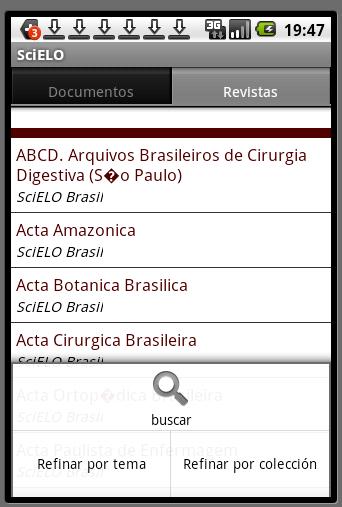 3
3G
19:47
SciELO
Documentos
Revistas
ABCD. Arquivos Brasileiros de Cirurgia
Digestiva (S�o Paulo)
SciELO Brasil
Acta Amazonica
SciELO Brasil
Acta Botanica Brasilica
SciELO Brasil
Acta Cirurgica Brasileira
SciELO Brasil
Acta Ortop�dica Brasileira
SciELO Brasil
buscar
Acta Paulista de Enfermagem
Refinar por tema
Refinar por colección
SciELO Brasil